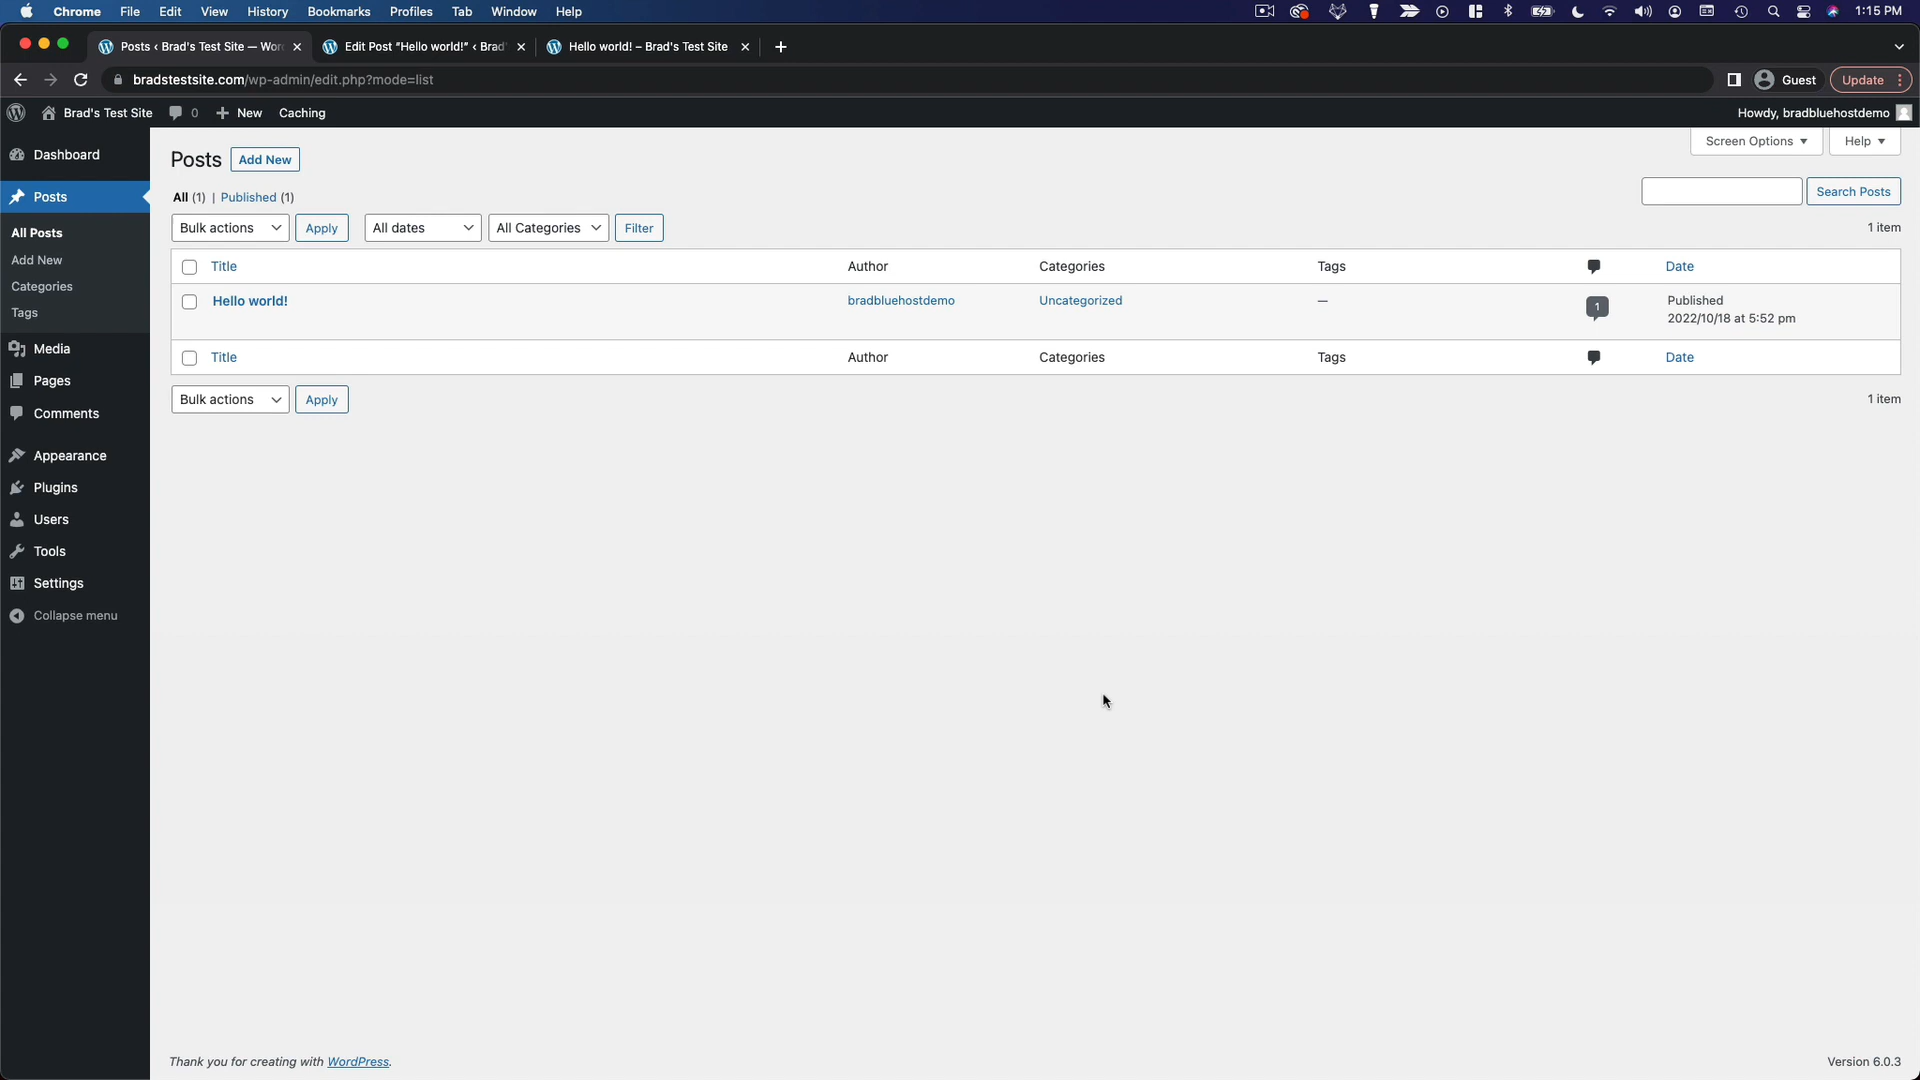 Chrome File Edit View History Bookmarks Profiles Tab Window Help 1:15 PM
Posts ‹ Brad's Test Site — Wor Edit Post "Hello world!" ‹ Brad' Hello world! – Brad's Test Site
bradstestsite.com/wp-admin/edit.php?mode=list Guest Update
Brad's Test Site 0 New Caching Howdy, bradbluehostdemo
Screen Options Help
Dashboard
Posts
All Posts
Add New
Categories
Tags
Media
Pages
Comments
Appearance
Plugins
Users
Tools
Settings
Collapse menu
Posts Add New
All (1) | Published (1) Search Posts
Bulk actions Apply All dates All Categories Filter 1 item
Title Author Categories Tags Date
Hello world! bradbluehostdemo Uncategorized — 1 Published
2022/10/18 at 5:52 pm
Title Author Categories Tags Date
Bulk actions Apply 1 item
Thank you for creating with WordPress. Version 6.0.3